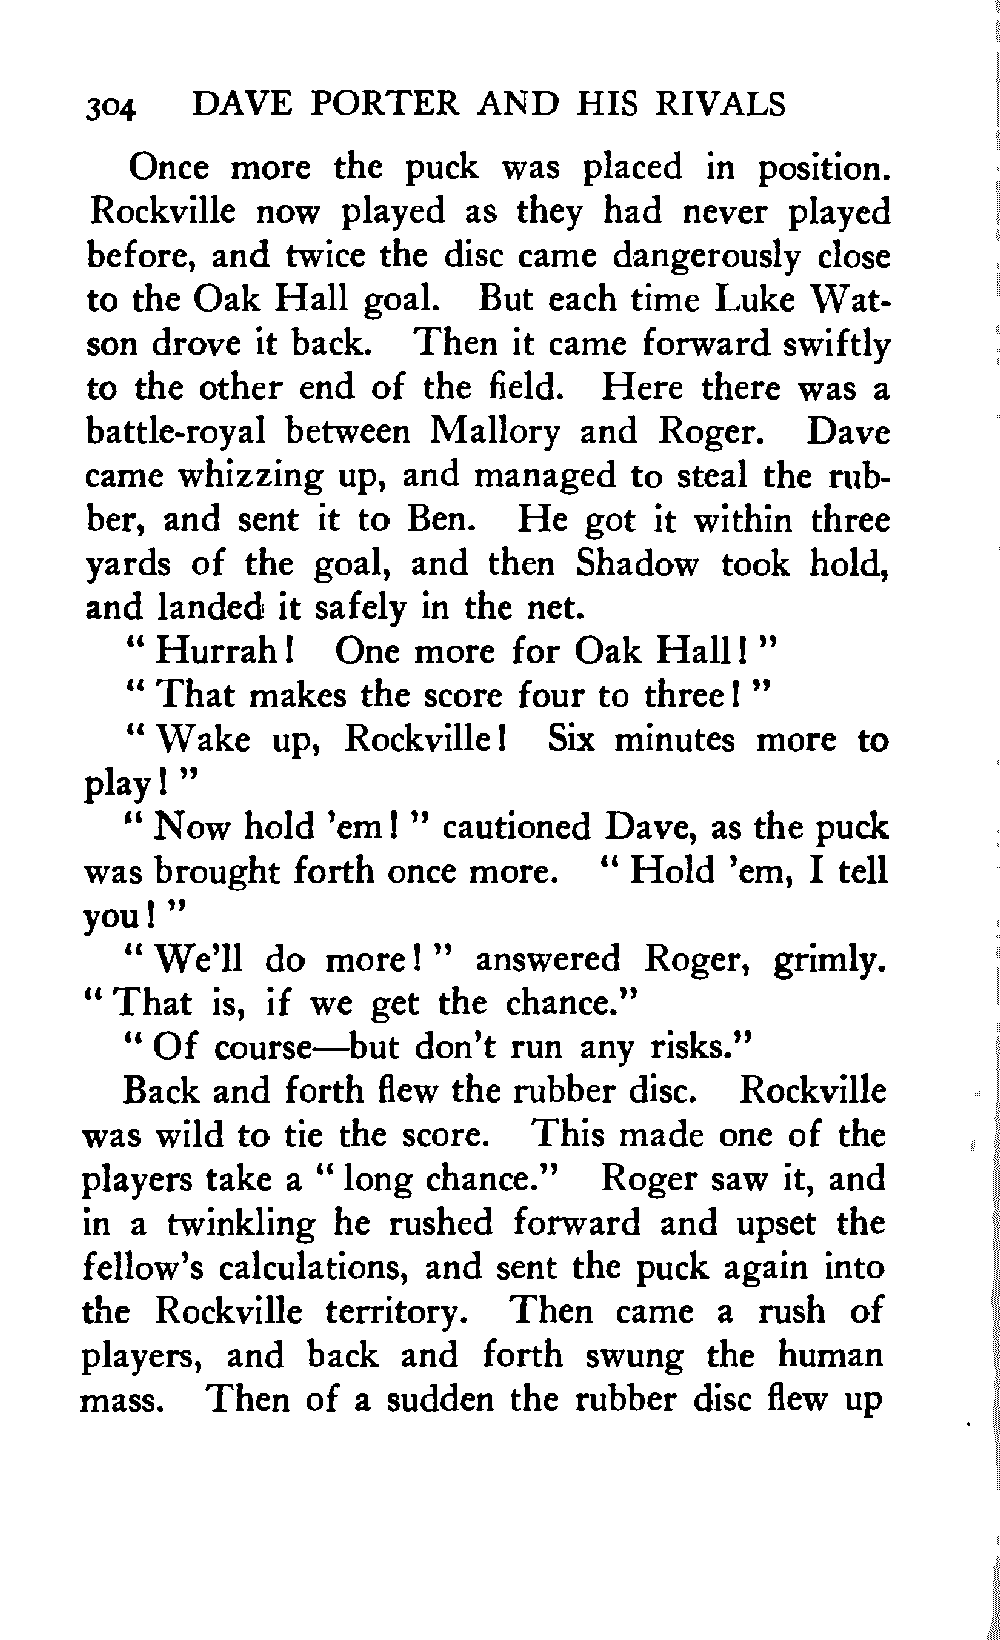 304 DAVE PORTER AND HIS RIVALS
Once more the puck was placed in position.
Rockville now played as they had never played
before, and twice the disc came dangerously close
to the Oak Hall goal. But each time Luke Wat-
son drove it back. Then it came forward swiftly
to the other end of the field. Here there was a
battle-royal between Mallory and Roger. Dave
came whizzing up, and managed to steal the rub-
ber, and sent it to Ben. He got it within three
yards of the goal, and then Shadow took hold,
and landed it safely in the net.
“ Hurrah! One more for Oak Hall! ”
“ That makes the score four to three! ”
“ Wake up, Rockville! Six minutes more to
play! ”
“ Now hold ’em! ” cautioned Dave, as the puck
was brought forth once more. “ Hold ’em, I tell
you! ”
“ We’ll do more! ” answered Roger, grimly.
“ That is, if we get the chance.”
“ Of course—but don’t run any risks.”
Back and forth flew the rubber disc. Rockville
was wild to tie the score. This made one of the
players take a “ long chance.” Roger saw it, and
in a twinkling he rushed forward and upset the
fellow’s calculations, and sent the puck again into
the Rockville territory. Then came a rush of
players, and back and forth swung the human
mass. Then of a sudden the rubber disc flew up